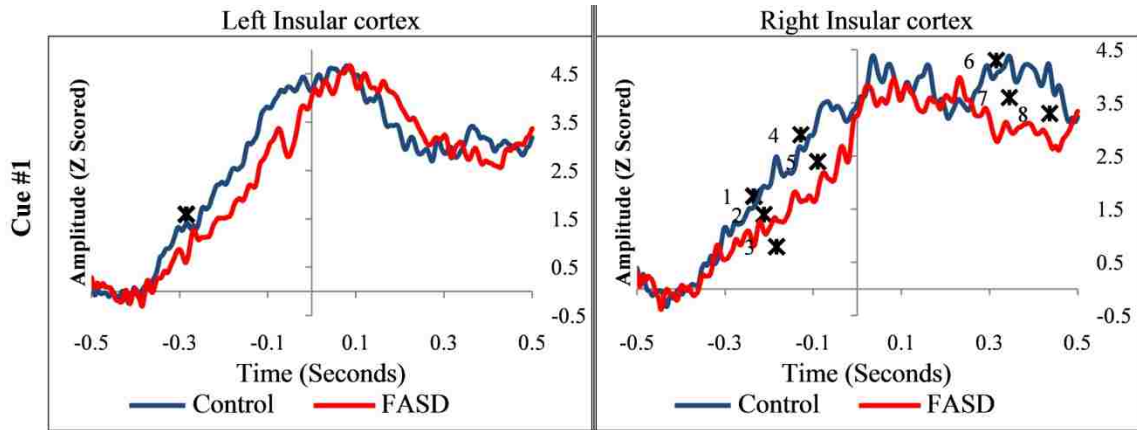 Left Insular cortex
Right Insular cortex
Cue #1
Amplitude (Z Scored)
4.5
3.5
2.5
1.5
0.5
-0.5
-0.5 -0.3 -0.1 0.1 0.3 0.5
Time (Seconds)
Control FASD
Amplitude (Z Scored)
1
2
3
4
5
6
7
8
4.5
3.5
2.5
1.5
0.5
-0.5
-0.5 -0.3 -0.1 0.1 0.3 0.5
Time (Seconds)
Control FASD